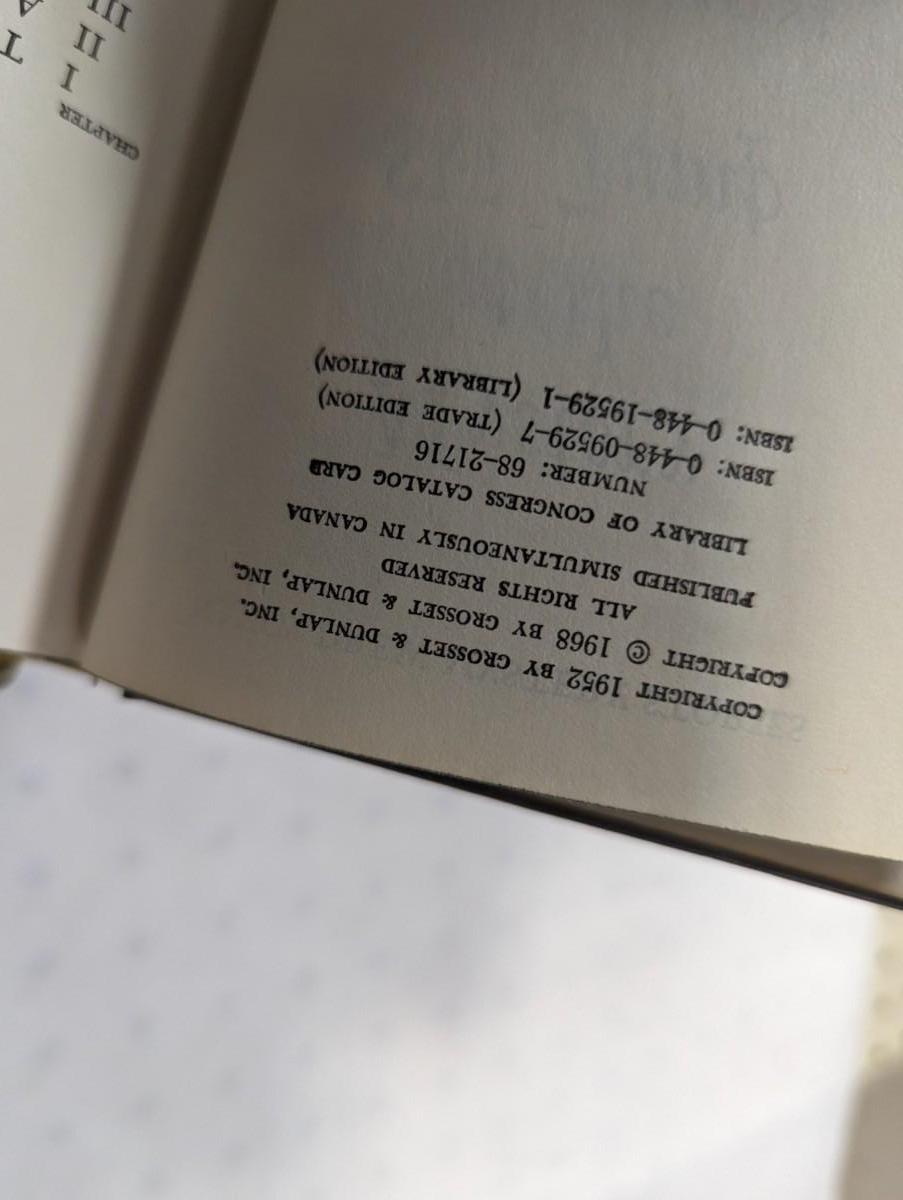 COPYRIGHT 1952 BY GROSSET & DUNLAP, INC.
COPYRIGHT © 1968 BY GROSSET & DUNLAP, INC.
ALL RIGHTS RESERVED
PUBLISHED SIMULTANEOUSLY IN CANADA
LIBRARY OF CONGRESS CATALOG CARD
NUMBER: 68-21716
ISBN: 0-448-09529-7 (TRADE EDITION)
ISBN: 0-448-19529-1 (LIBRARY EDITION)
CHAPTER
I T
II A
III